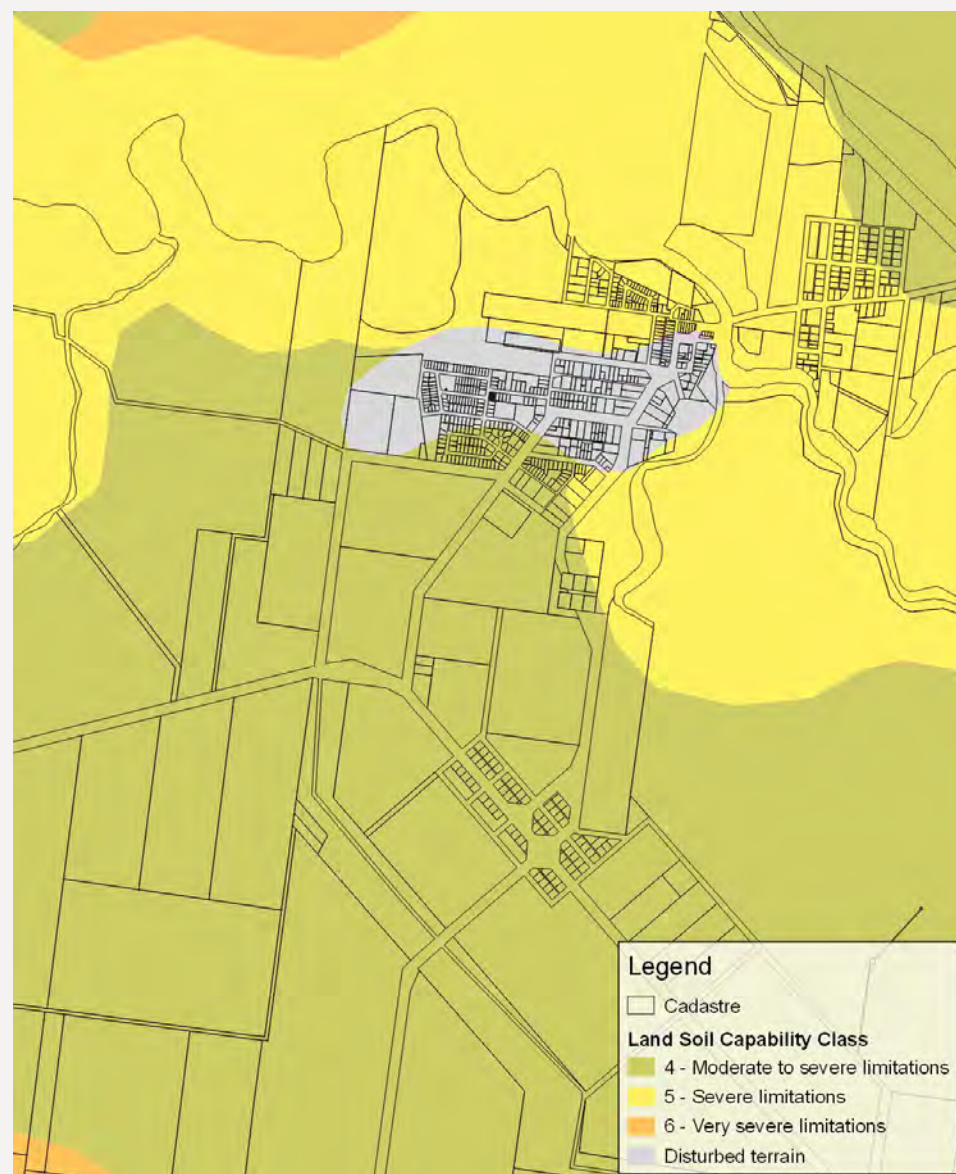 Legend
Cadastre
Land Soil Capability Class
4 - Moderate to severe limitations
5 - Severe limitations
6 - Very severe limitations
Disturbed terrain